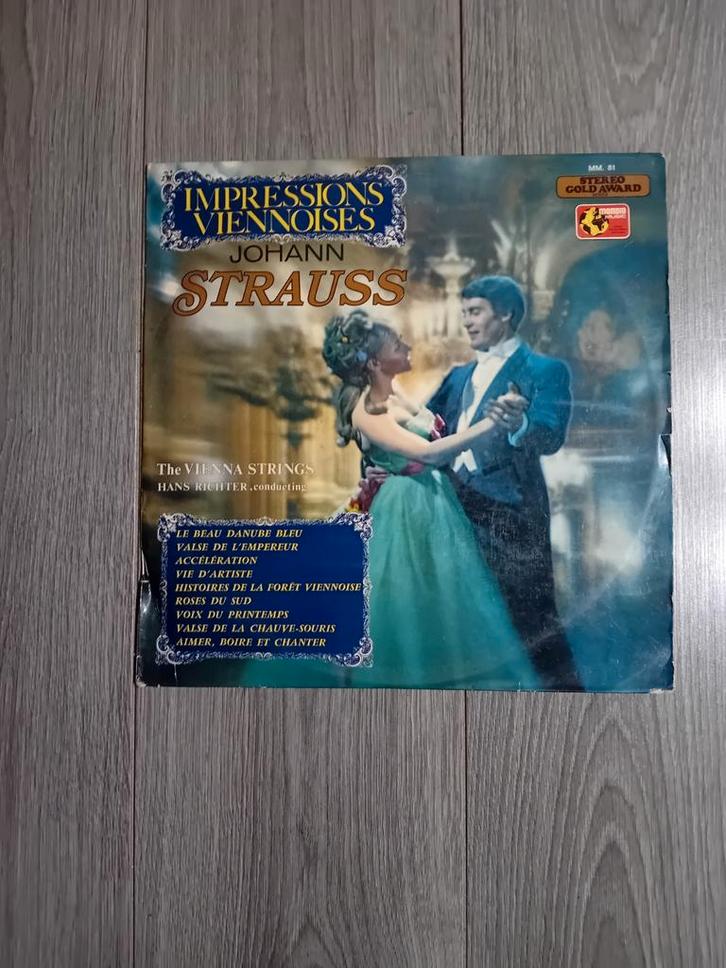 IMPRESSIONS
VIENNOISES
JOHANN
STRAUSS
MM. 81
STEREO
GOLD AWARD
mondio
MUSIC
The VIENNA STRINGS
HANS RICHTER, conducting
LE BEAU DANUBE BLEU
VALSE DE L'EMPEREUR
ACCÉLÉRATION
VIE D'ARTISTE
HISTOIRES DE LA FORÊT VIENNOISE
ROSES DU SUD
VOIX DU PRINTEMPS
VALSE DE LA CHAUVE-SOURIS
AIMER, BOIRE ET CHANTER